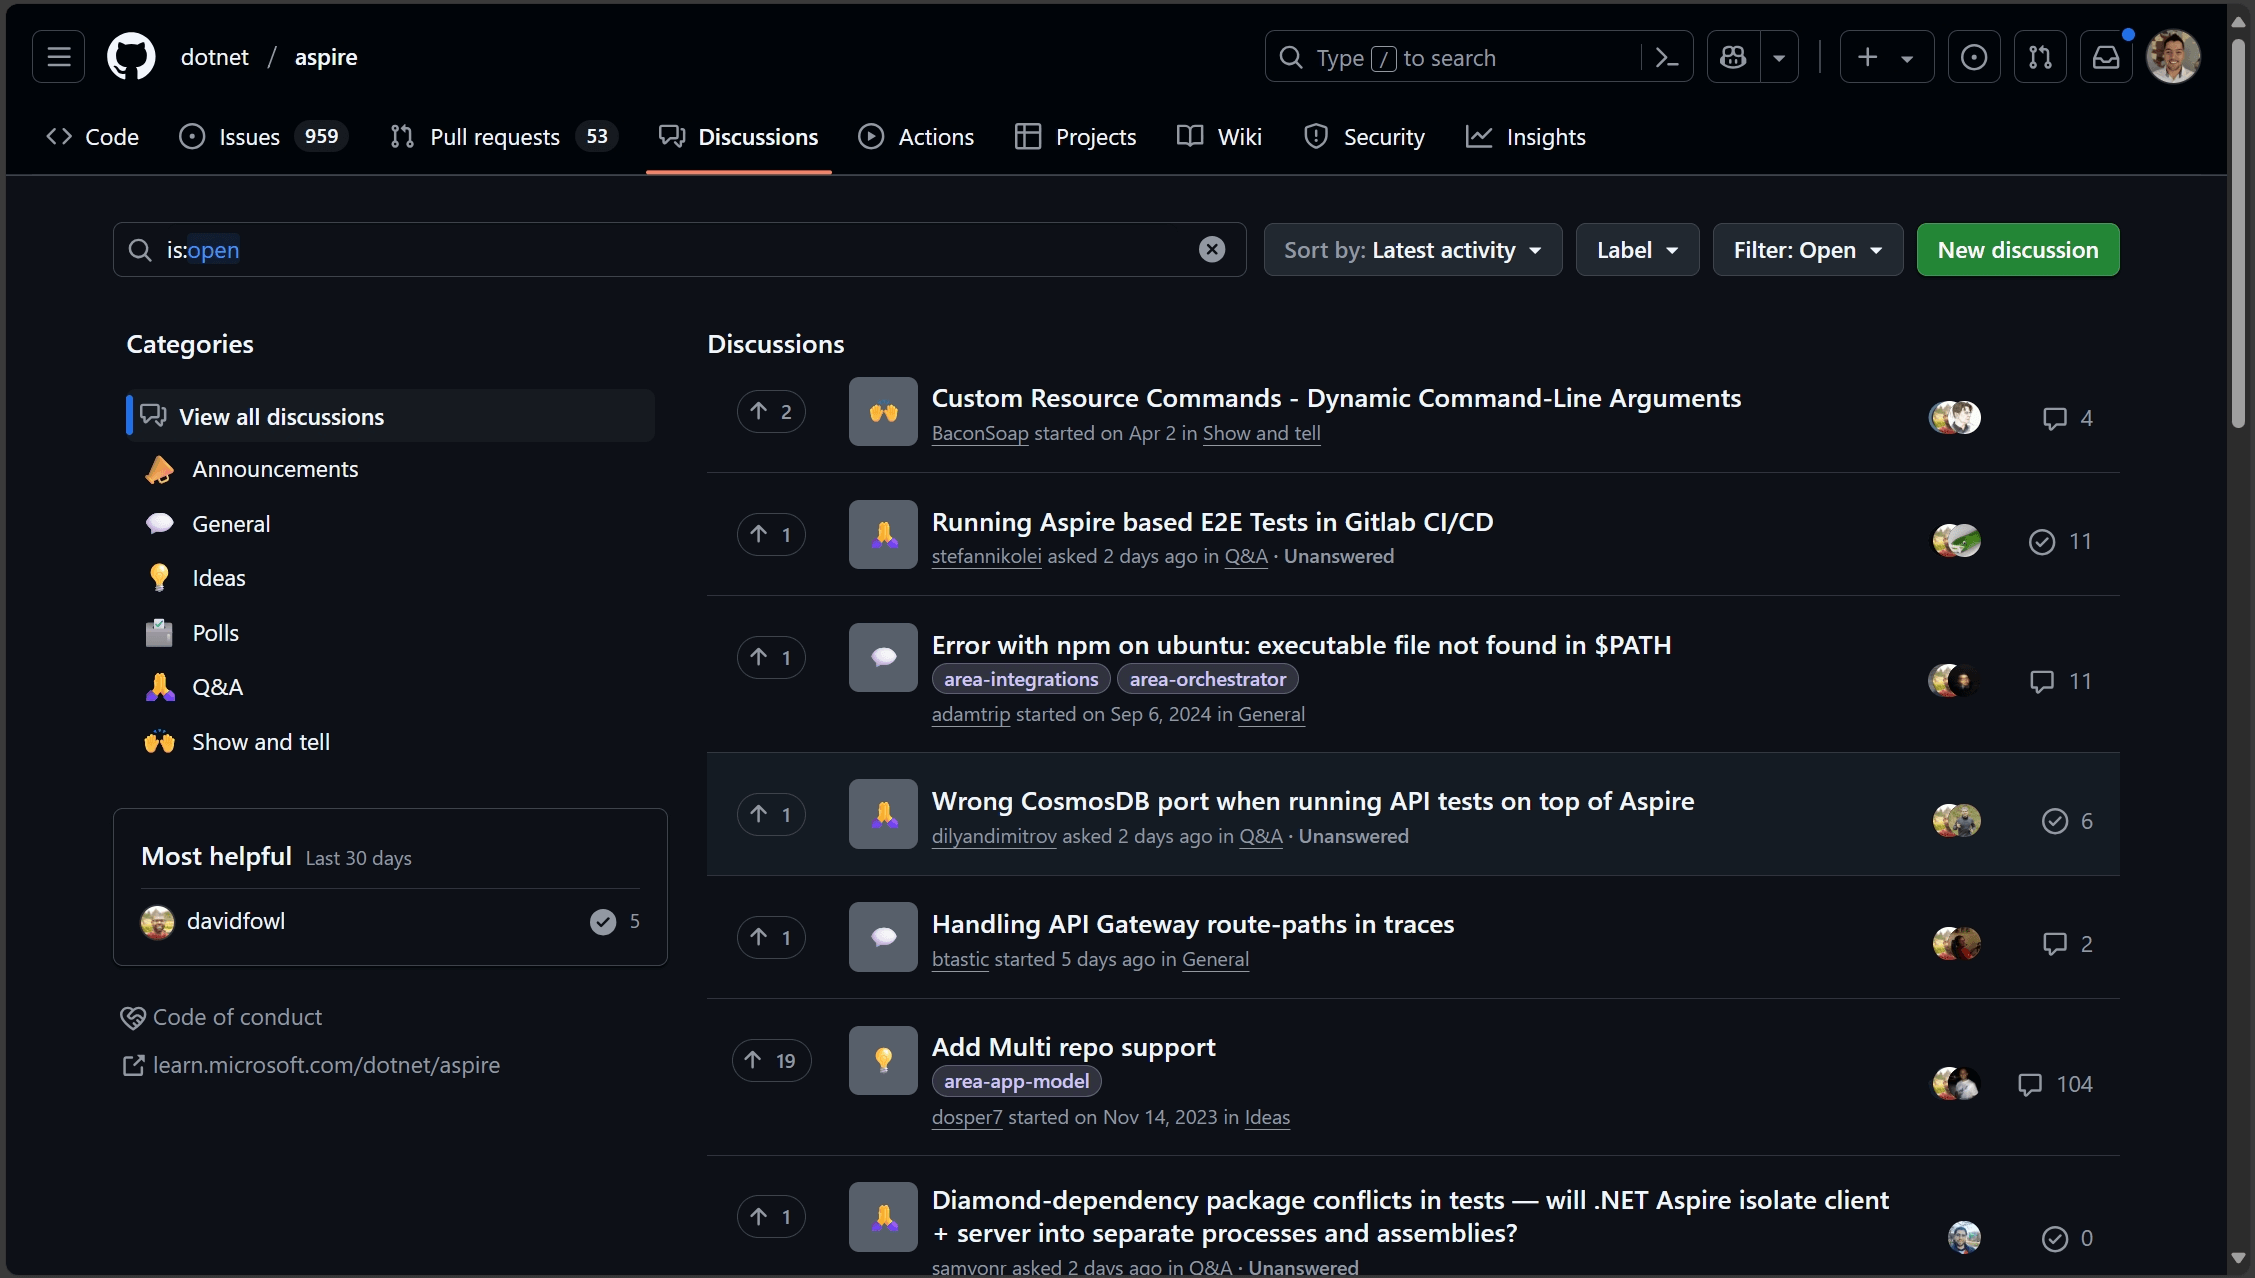 dotnet / aspire
Type / to search
Code
Issues 959
Pull requests 53
Discussions
Actions
Projects
Wiki
Security
Insights
is:open
Sort by: Latest activity
Label
Filter: Open
New discussion
Categories
View all discussions
Announcements
General
Ideas
Polls
Q&A
Show and tell
Most helpful Last 30 days
davidfowl 5
Code of conduct
learn.microsoft.com/dotnet/aspire
Discussions
2
Custom Resource Commands - Dynamic Command-Line Arguments
BaconSoap started on Apr 2 in Show and tell
4
1
Running Aspire based E2E Tests in Gitlab CI/CD
stefannikolei asked 2 days ago in Q&A · Unanswered
11
1
Error with npm on ubuntu: executable file not found in $PATH
area-integrations area-orchestrator
adamtrip started on Sep 6, 2024 in General
11
1
Wrong CosmosDB port when running API tests on top of Aspire
dilyandimitrov asked 2 days ago in Q&A · Unanswered
6
1
Handling API Gateway route-paths in traces
btastic started 5 days ago in General
2
19
Add Multi repo support
area-app-model
dosper7 started on Nov 14, 2023 in Ideas
104
1
Diamond-dependency package conflicts in tests — will .NET Aspire isolate client
+ server into separate processes and assemblies?
samyonr asked 2 days ago in Q&A · Unanswered
0